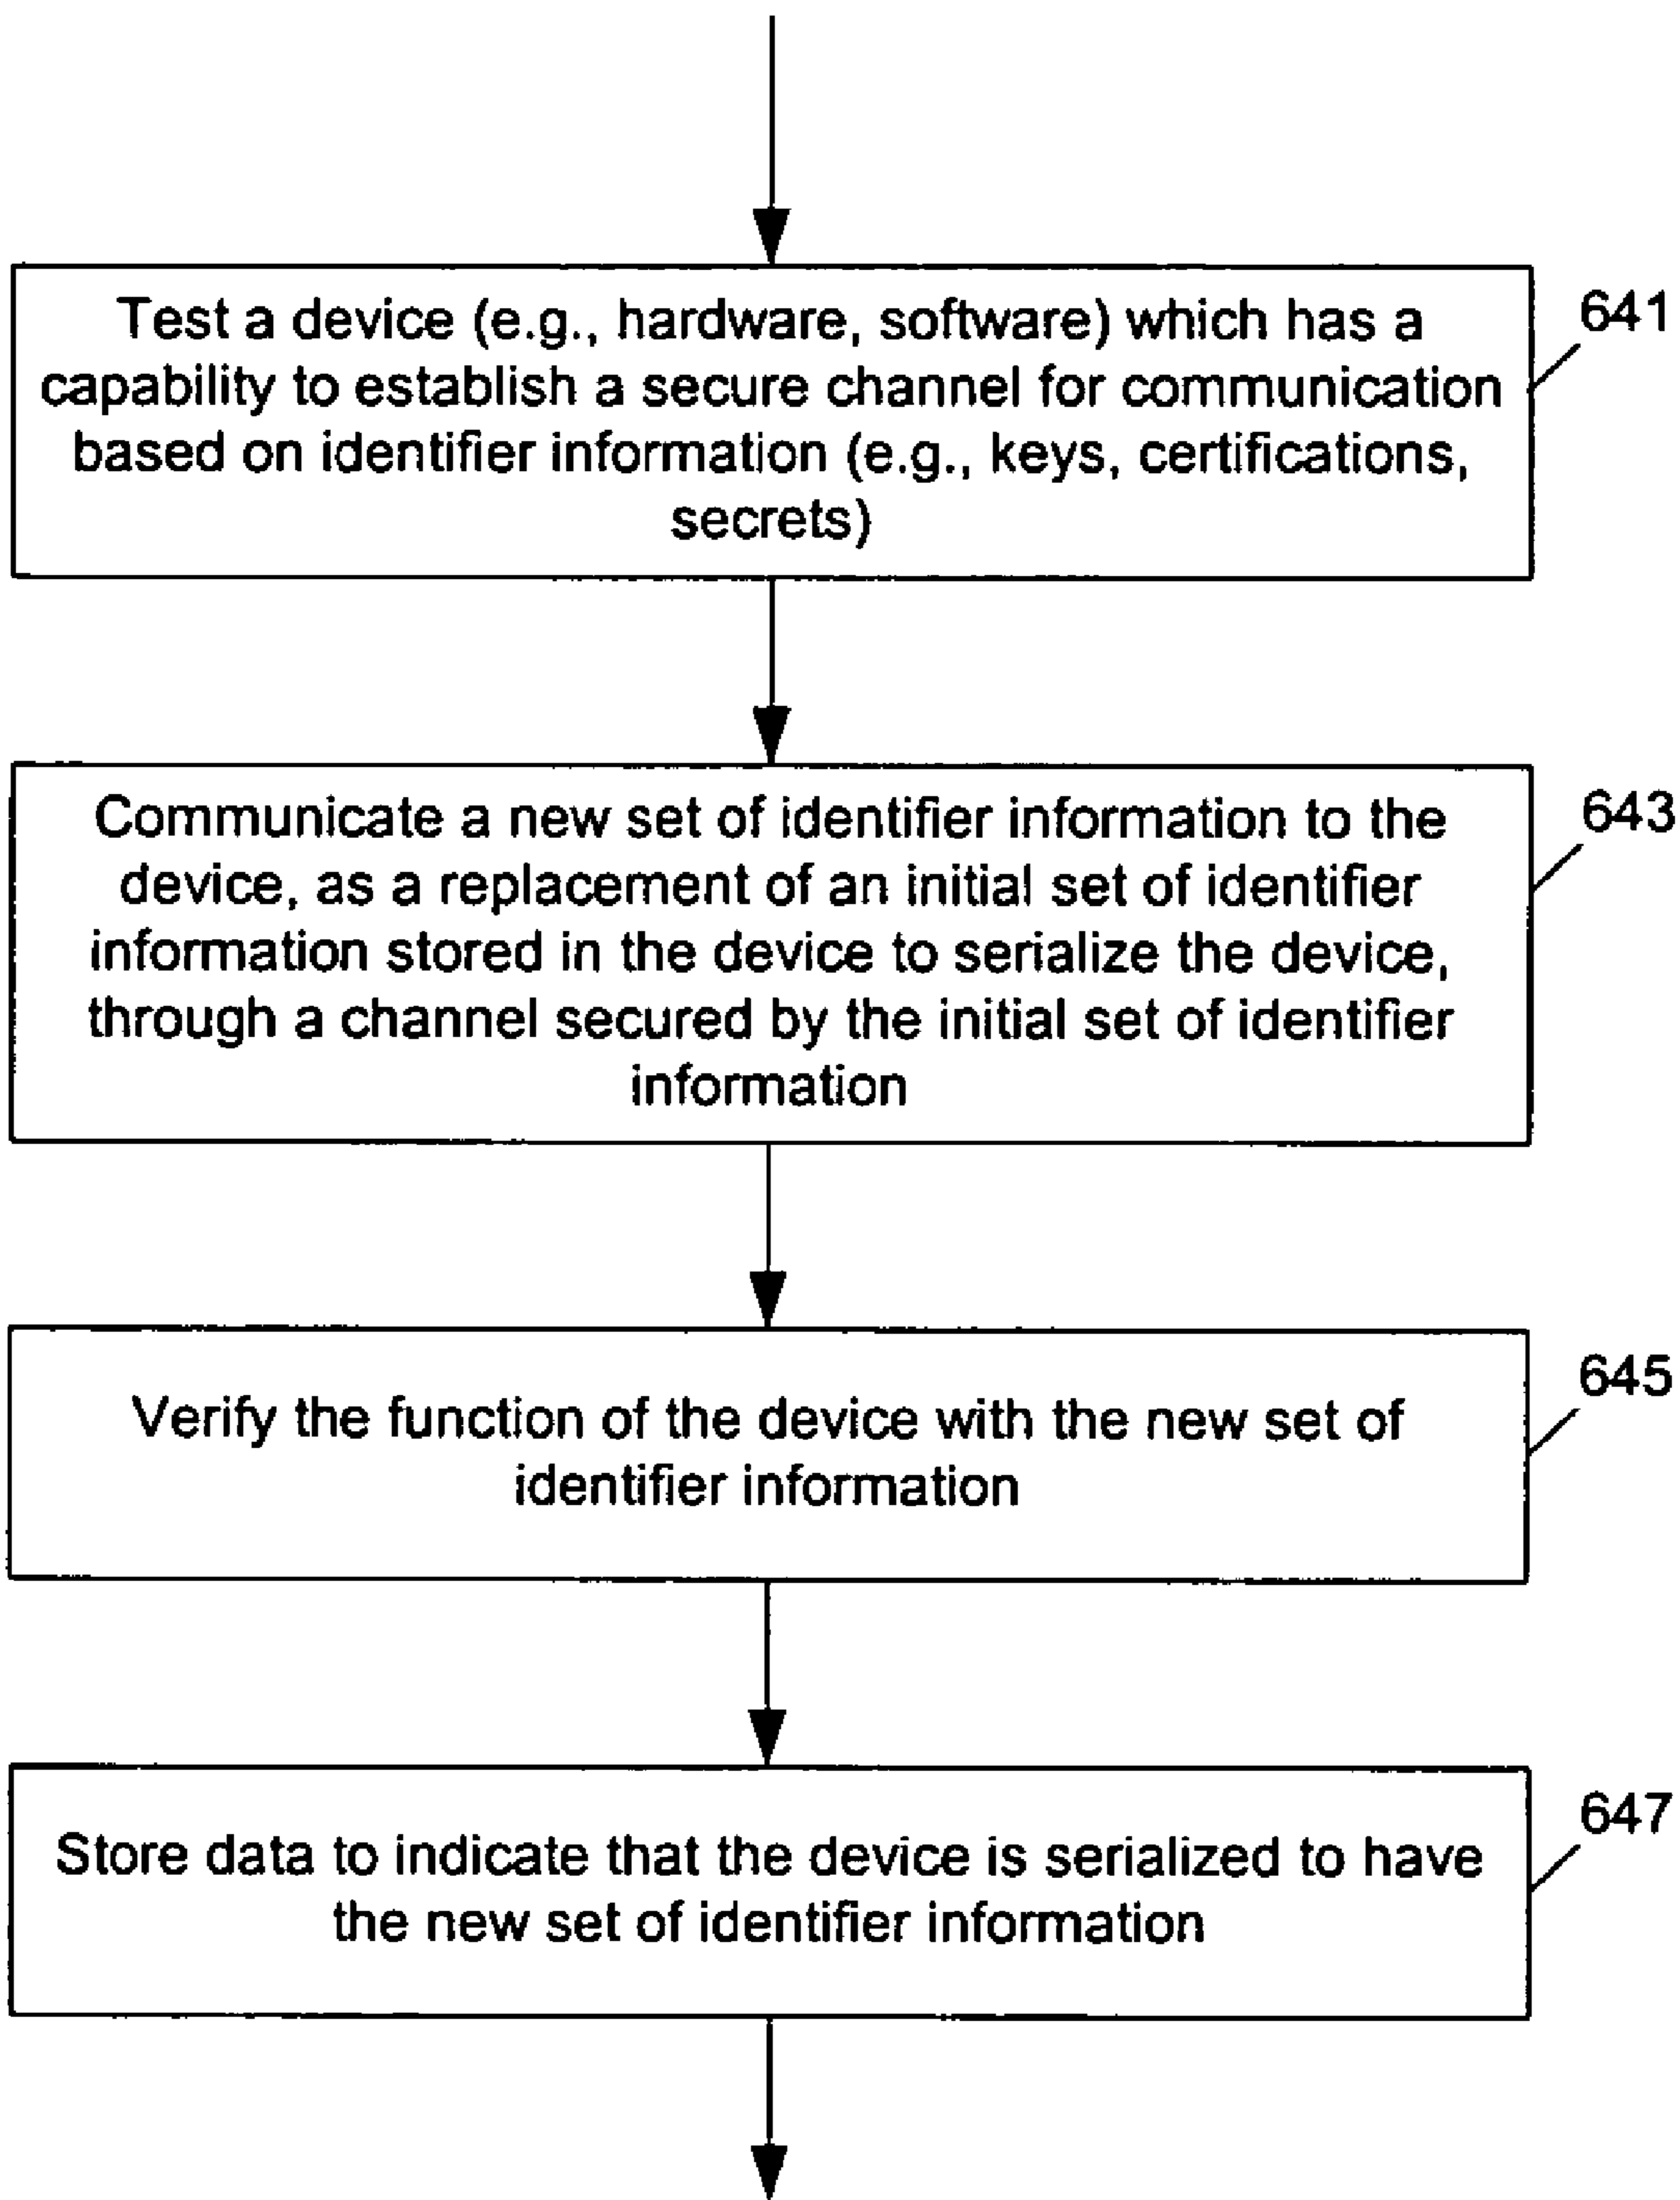 Test a device (e.g., hardware, software) which has a
capability to establish a secure channel for communication
based on identifier information (e.g., keys, certifications,
secrets)
641
Communicate a new set of identifier information to the
device, as a replacement of an initial set of identifier
information stored in the device to serialize the device,
through a channel secured by the initial set of identifier
information
643
Verify the function of the device with the new set of
identifier information
645
Store data to indicate that the device is serialized to have
the new set of identifier information
647